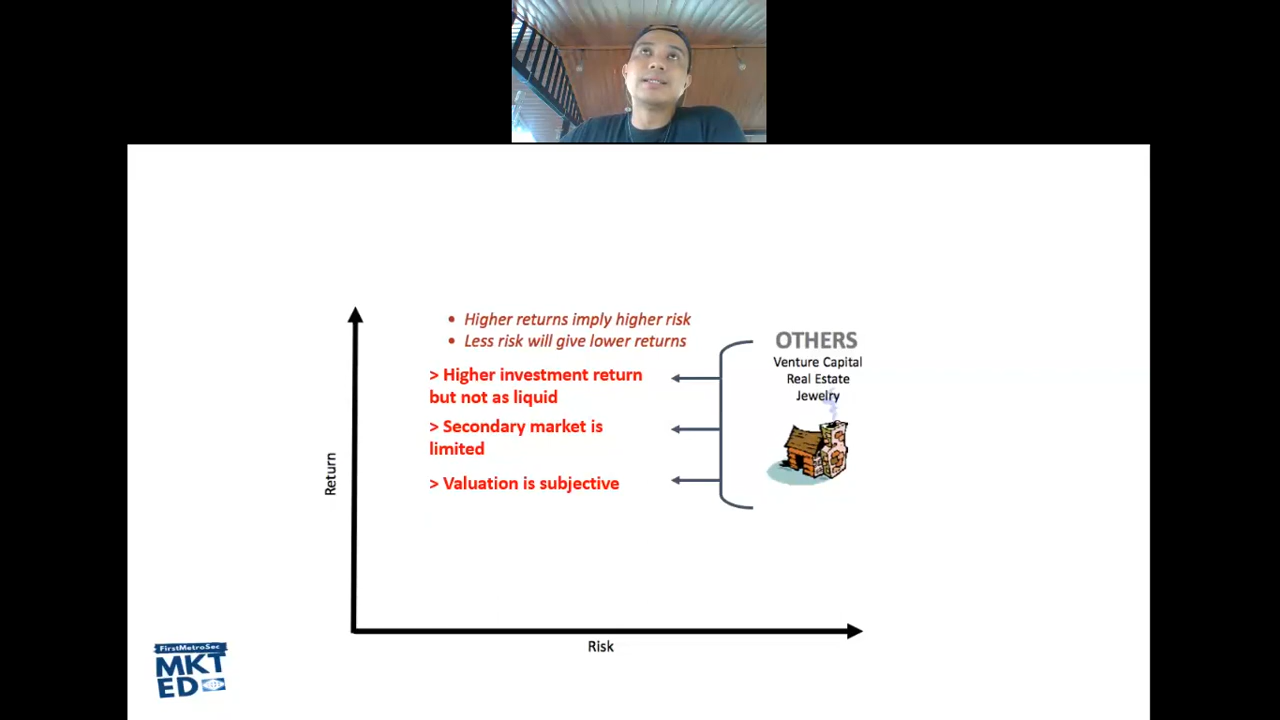 • Higher returns imply higher risk
• Less risk will give lower returns
> Higher investment return
but not as liquid
> Secondary market is
limited
> Valuation is subjective
OTHERS
Venture Capital
Real Estate
Jewelry
Return
Risk
FirstMetroSec
MKT
ED